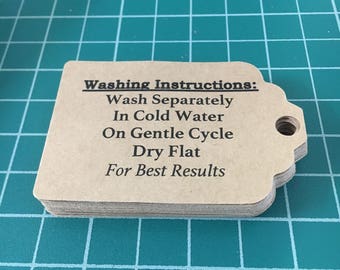 Washing Instructions:
Wash Separately
In Cold Water
On Gentle Cycle
Dry Flat
For Best Results